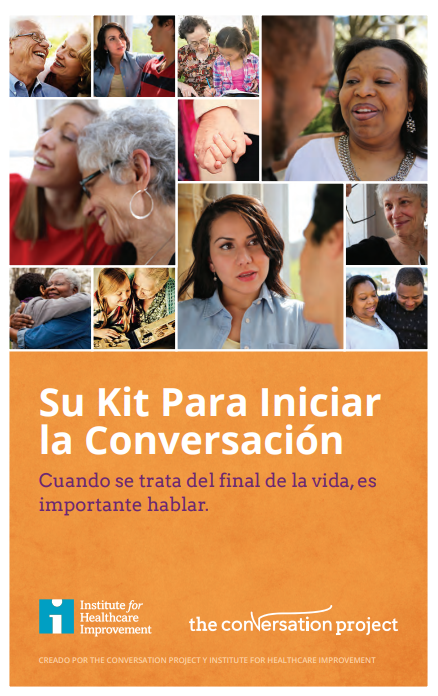 Su Kit Para Iniciar
la Conversación
Cuando se trata del final de la vida, es
importante hablar.
Institute for
Healthcare
Improvement
the conversation project
CREADO POR THE CONVERSATION PROJECT Y INSTITUTE FOR HEALTHCARE IMPROVEMENT